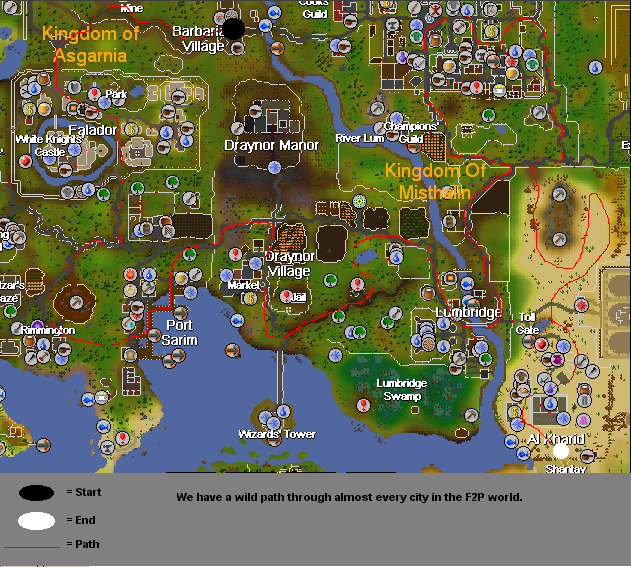 Mine
Cooks
Guild
Kingdom of
Asgarnia
Barbarian
Village
Park
Falador
White Knights'
Castle
River Lum
Champions'
Guild
Draynor Manor
Kingdom Of
Misthalin
Draynor
Village
Market
Jail
Rimmington
Port
Sarim
Lumbridge
Toll
Gate
Lumbridge
Swamp
Wizards' Tower
Al Kharid
Shantay
= Start
We have a wild path through almost every city in the F2P world.
= End
= Path